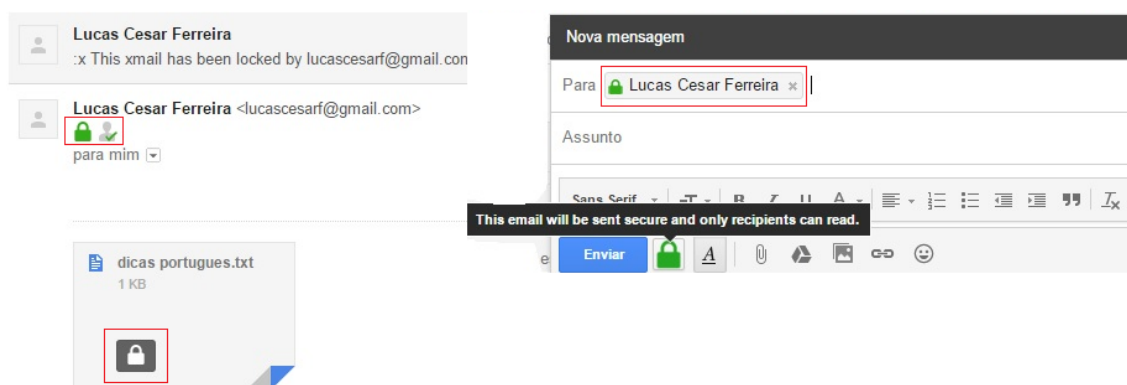 Lucas Cesar Ferreira
:x This xmail has been locked by lucascesarf@gmail.com
Lucas Cesar Ferreira <lucascesarf@gmail.com>
para mim
dicas portugues.txt
1 KB
Nova mensagem
Para Lucas Cesar Ferreira ×
Assunto
Sans Serif
This email will be sent secure and only recipients can read.
Enviar A